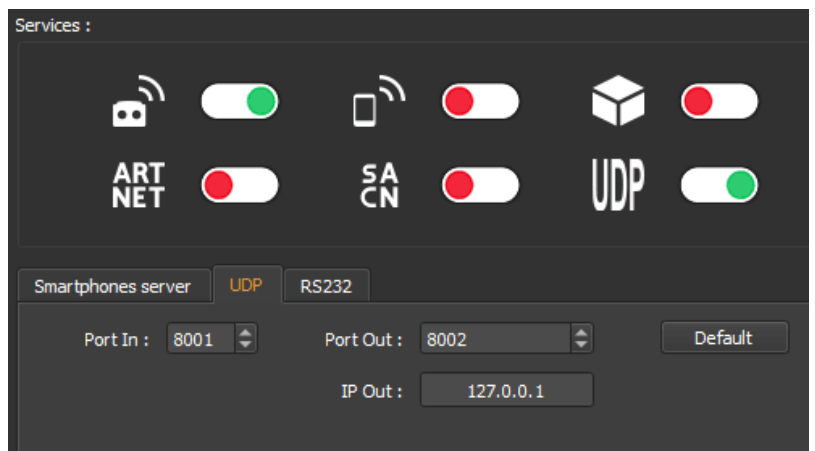 Services :
ART
NET
SA
CN
UDP
Smartphones server UDP RS232
Port In : 8001 Port Out : 8002 Default
IP Out : 127.0.0.1